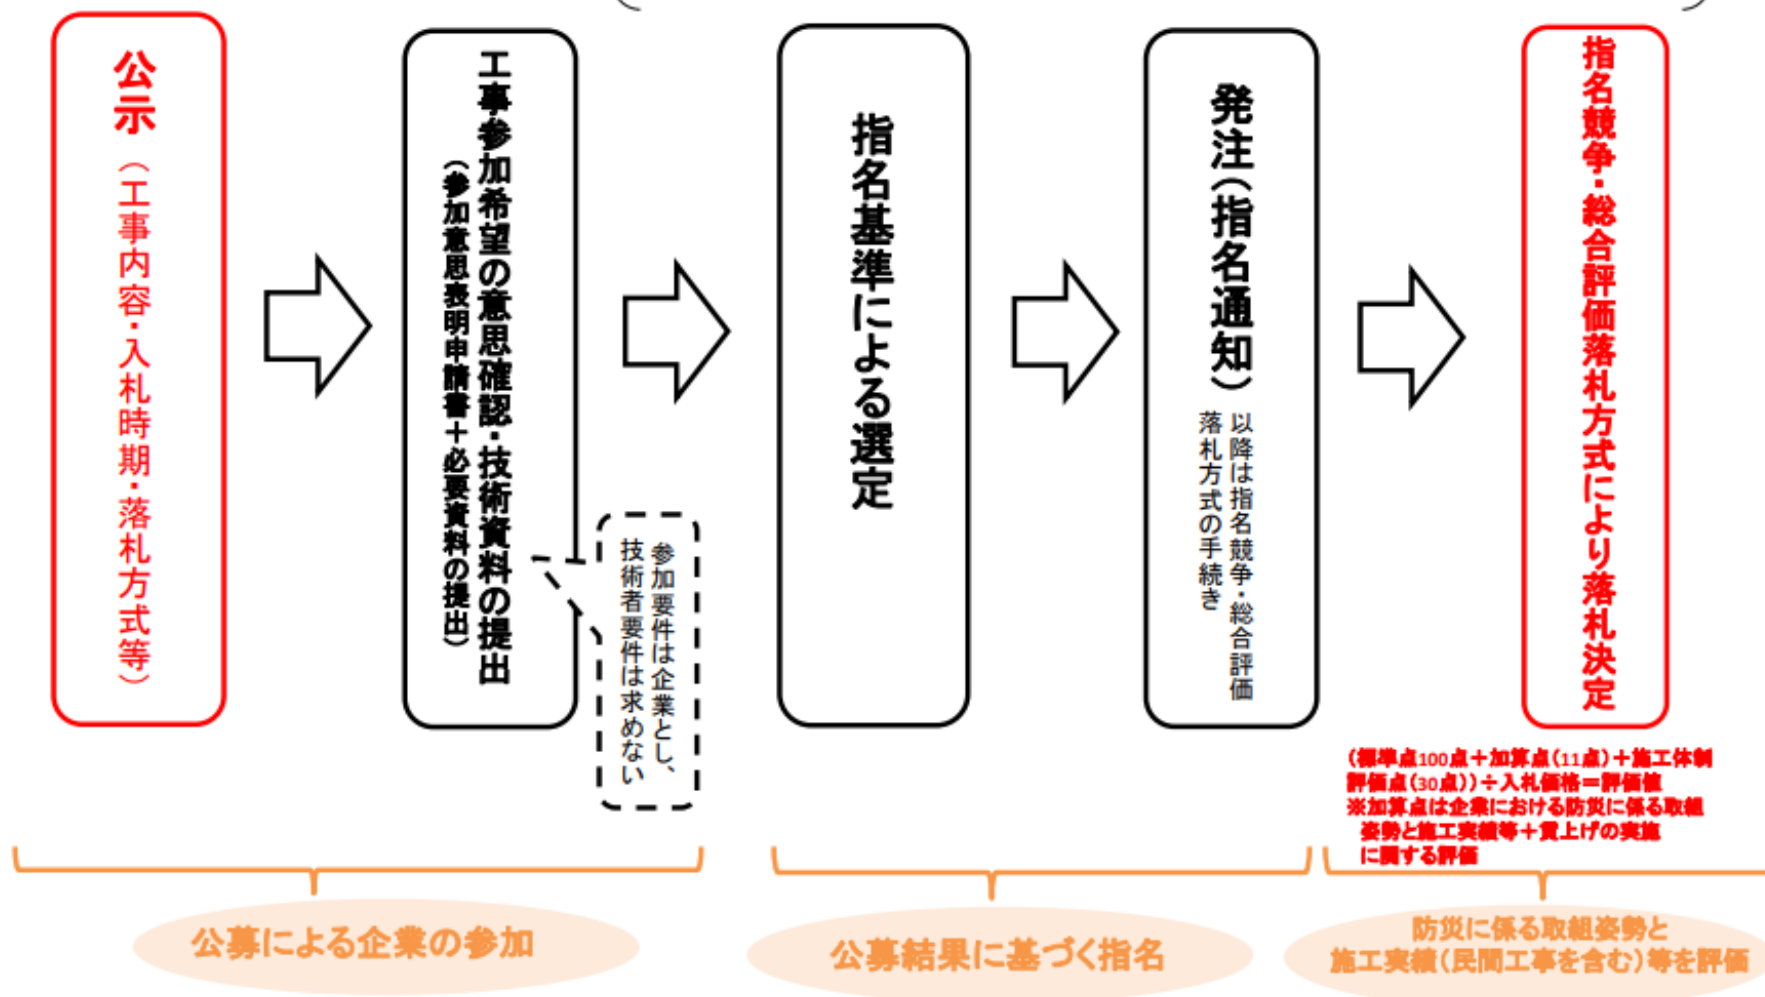 公示（工事内容・入札時期・落札方式等）
工事参加希望の意思確認・技術資料の提出
（参加意思表明申請書＋必要資料の提出）
参加要件は企業とし、
技術者要件は求めない
指名基準による選定
発注（指名通知）
以降は指名競争・総合評価
落札方式の手続き
指名競争・総合評価落札方式により落札決定
（標準点100点＋加算点（11点）＋施工体制
評価点（30点））÷入札価格＝評価値
※加算点は企業における防災に係る取組
姿勢と施工実績等＋賃上げの実施
に関する評価
公募による企業の参加
公募結果に基づく指名
防災に係る取組姿勢と
施工実績（民間工事を含む）等を評価